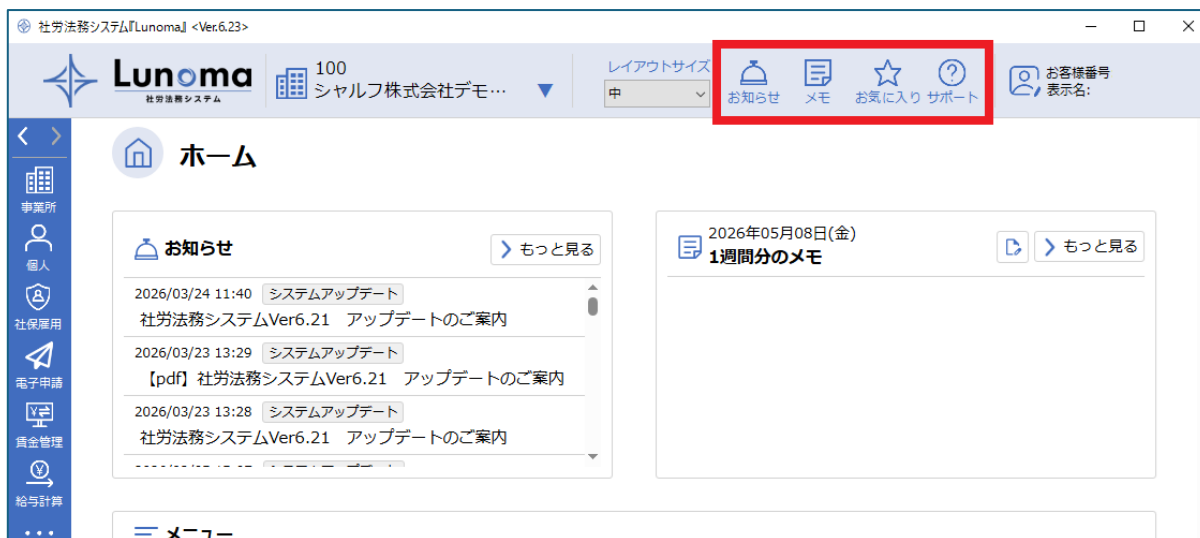 社労法務システム『Lunoma』 <Ver.6.23>
Lunoma
社労法務システム
100
シャルフ株式会社デモ…
レイアウトサイズ
中
お知らせ メモ お気に入り サポート
お客様番号
表示名:
事業所
個人
社保雇用
電子申請
賃金管理
給与計算
ホーム
お知らせ
もっと見る
2026/03/24 11:40 システムアップデート
社労法務システムVer6.21 アップデートのご案内
2026/03/23 13:29 システムアップデート
【pdf】社労法務システムVer6.21 アップデートのご案内
2026/03/23 13:28 システムアップデート
社労法務システムVer6.21 アップデートのご案内
2026年05月08日(金)
1週間分のメモ
もっと見る
メニュー